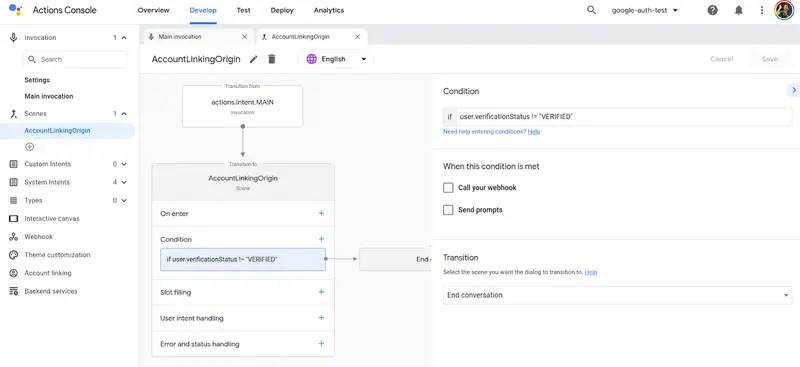 Actions Console
Overview
Develop
Test
Deploy
Analytics
google-auth-test
Invocation 1
Search
Settings
Main invocation
Scenes 1
AccountLinkingOrigin
Custom Intents 0
System Intents 4
Types 0
Interactive canvas
Webhook
Theme customization
Account linking
Backend services
Main invocation
AccountLinkingOrigin
AccountLinkingOrigin
English
Cancel
Save
Transition from
actions.intent.MAIN
Invocation
Transition to
AccountLinkingOrigin
Scene
On enter
Condition
if user.verificationStatus != "VERIFIED"
Slot filling
User intent handling
Error and status handling
End
Condition
if user.verificationStatus != "VERIFIED"
Need help entering conditions? Help
When this condition is met
Call your webhook
Send prompts
Transition
Select the scene you want the dialog to transition to. Help
End conversation